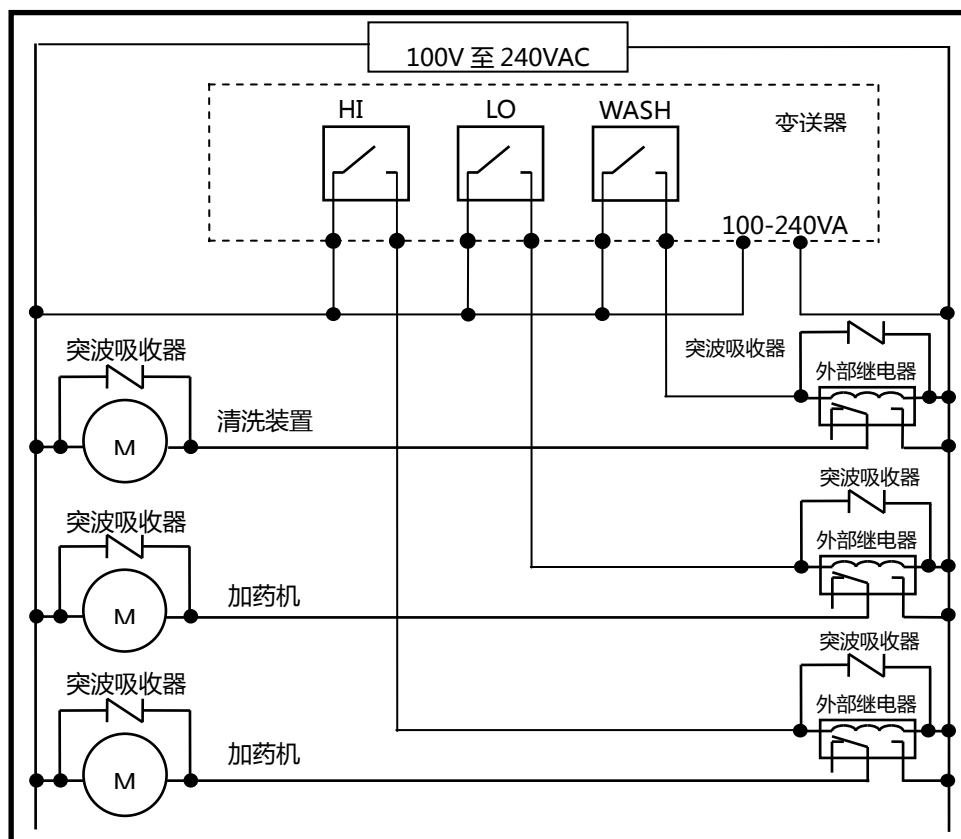 100V 至 240VAC
HI
LO
WASH
变送器
100-240VA
突波吸收器
突波吸收器
外部继电器
清洗装置
M
突波吸收器
突波吸收器
外部继电器
加药机
M
突波吸收器
突波吸收器
外部继电器
加药机
M